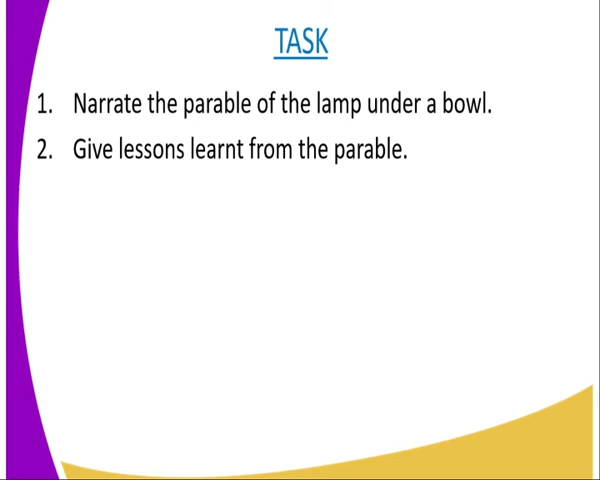 TASK
1. Narrate the parable of the lamp under a bowl.
2. Give lessons learnt from the parable.